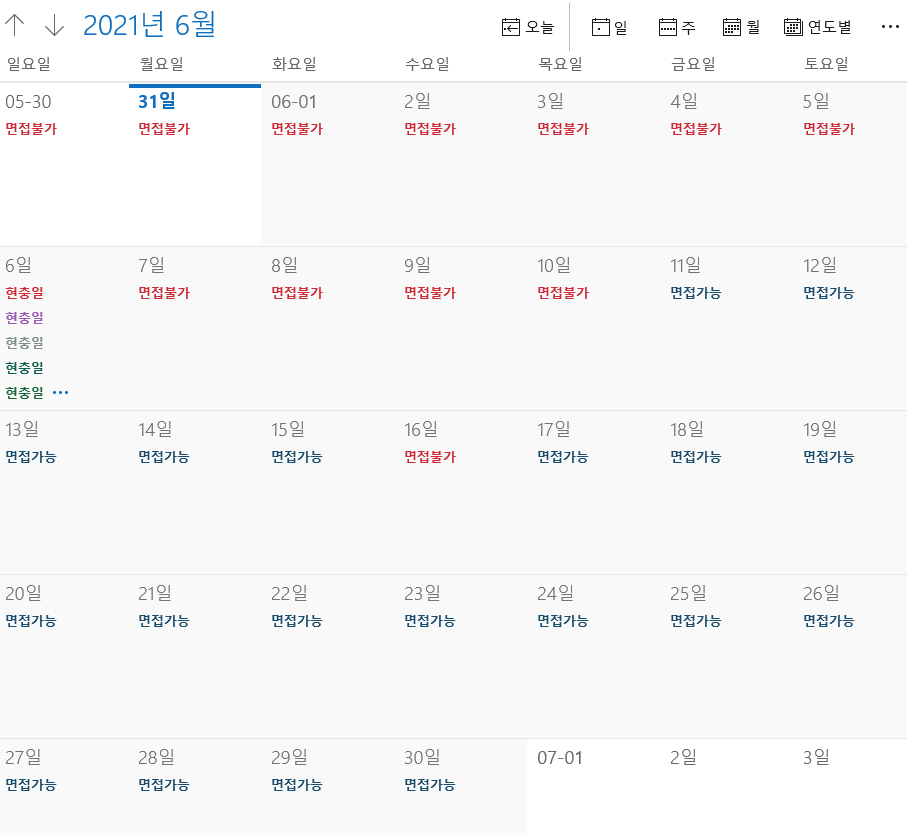 2021년 6월 오늘 일 주 월 연도별
일요일 월요일 화요일 수요일 목요일 금요일 토요일
05-30 31일 06-01 2일 3일 4일 5일
면접불가 면접불가 면접불가 면접불가 면접불가 면접불가 면접불가
6일 7일 8일 9일 10일 11일 12일
현충일 면접불가 면접불가 면접불가 면접불가 면접가능 면접가능
현충일
현충일
현충일
현충일 ...
13일 14일 15일 16일 17일 18일 19일
면접가능 면접가능 면접가능 면접불가 면접가능 면접가능 면접가능
20일 21일 22일 23일 24일 25일 26일
면접가능 면접가능 면접가능 면접가능 면접가능 면접가능 면접가능
27일 28일 29일 30일 07-01 2일 3일
면접가능 면접가능 면접가능 면접가능